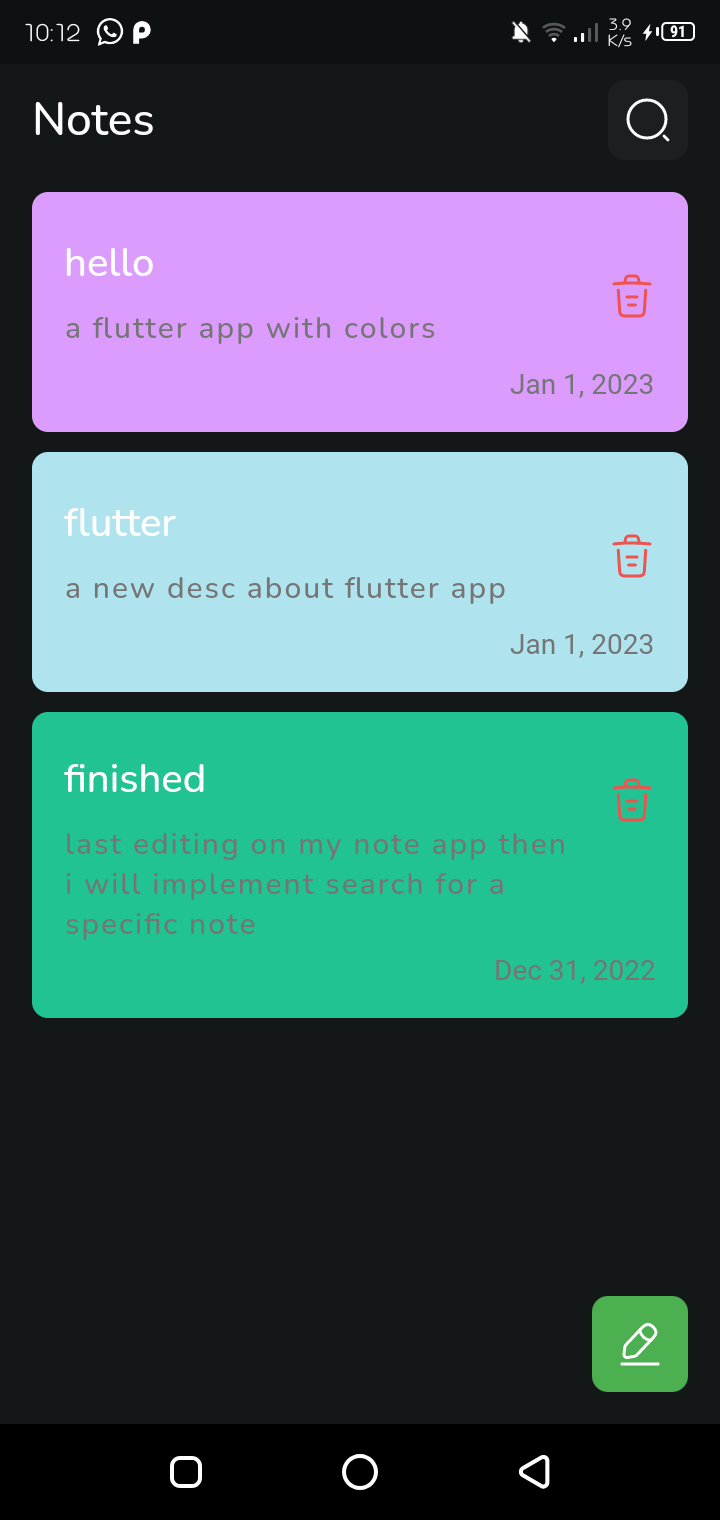 10:12
3.9
K/s
91
Notes
hello
a flutter app with colors
Jan 1, 2023
flutter
a new desc about flutter app
Jan 1, 2023
finished
last editing on my note app then
i will implement search for a
specific note
Dec 31, 2022